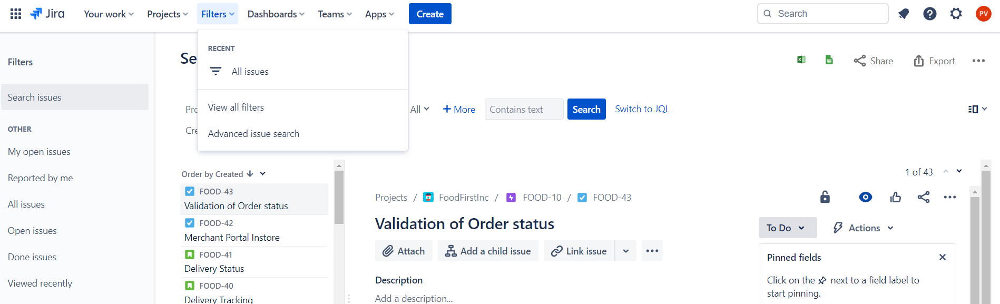 Jira Your work Projects Filters Dashboards Teams Apps Create Search PV
Filters
Search issues
OTHER
My open issues
Reported by me
All issues
Open issues
Done issues
Viewed recently
RECENT
All issues
View all filters
Advanced issue search
Se
Share Export
Pro
All + More Contains text Search Switch to JQL
Cre
Order by Created
FOOD-43
Validation of Order status
FOOD-42
Merchant Portal Instore
FOOD-41
Delivery Status
FOOD-40
Delivery Tracking
1 of 43
Projects / FoodFirstInc / FOOD-10 / FOOD-43
Validation of Order status
Attach Add a child issue Link issue
Description
Add a description...
To Do Actions
Pinned fields
Click on the next to a field label to
start pinning.